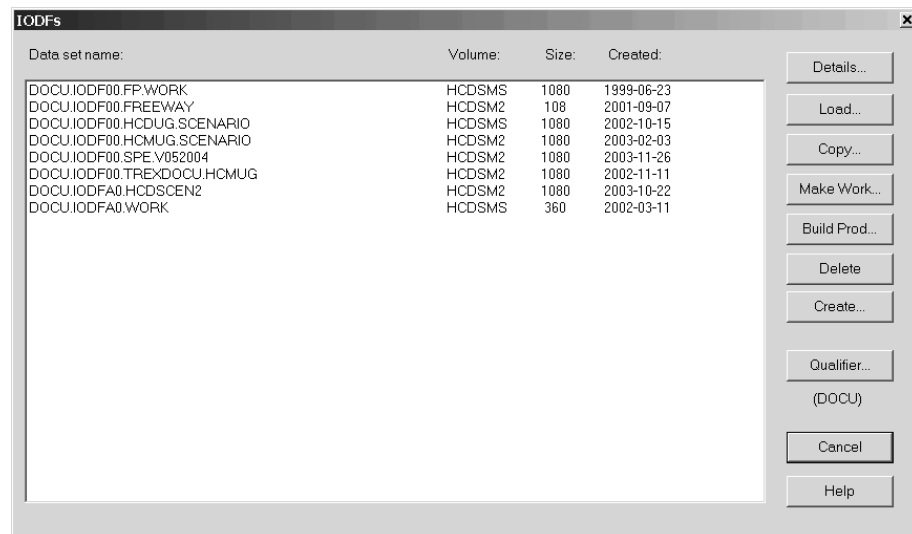 IODFs
Data set name: Volume: Size: Created:
DOCU.IODF00.FP.WORK HCDSMS 1080 1999-06-23
DOCU.IODF00.FREEWAY HCDSM2 108 2001-09-07
DOCU.IODF00.HCDUG.SCENARIO HCDSMS 1080 2002-10-15
DOCU.IODF00.HCMUG.SCENARIO HCDSM2 1080 2003-02-03
DOCU.IODF00.SPE.V052004 HCDSM2 1080 2003-11-26
DOCU.IODF00.TREXDOCU.HCMUG HCDSM2 1080 2002-11-11
DOCU.IODFA0.HCDSCEN2 HCDSM2 1080 2003-10-22
DOCU.IODFA0.WORK HCDSMS 360 2002-03-11
Details...
Load...
Copy...
Make Work...
Build Prod...
Delete
Create...
Qualifier...
(DOCU)
Cancel
Help